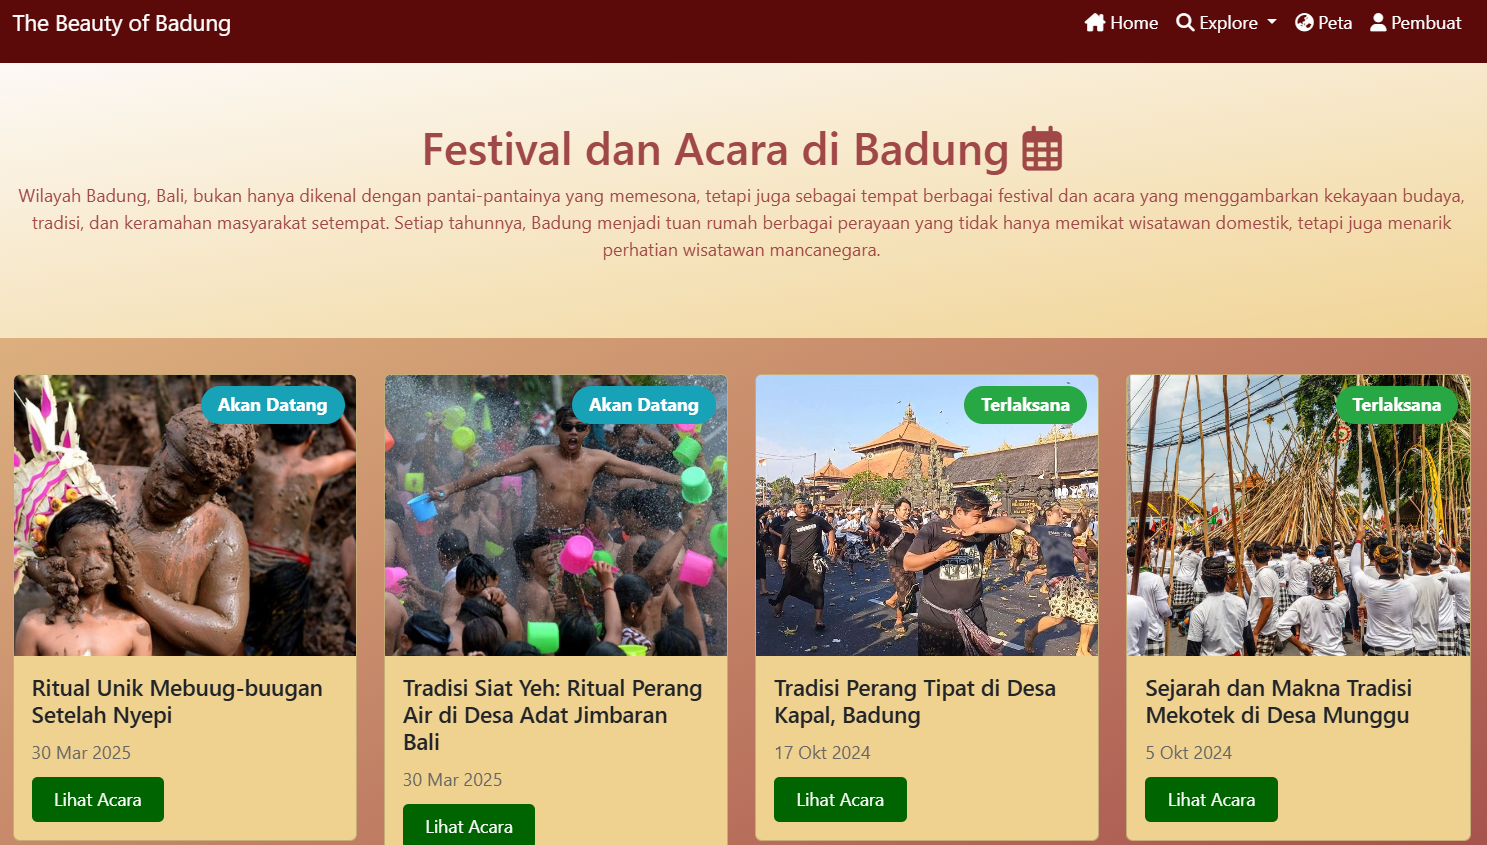 The Beauty of Badung
Home Explore Peta Pembuat
Festival dan Acara di Badung
Wilayah Badung, Bali, bukan hanya dikenal dengan pantai-pantainya yang memesona, tetapi juga sebagai tempat berbagai festival dan acara yang menggambarkan kekayaan budaya,
tradisi, dan keramahan masyarakat setempat. Setiap tahunnya, Badung menjadi tuan rumah berbagai perayaan yang tidak hanya memikat wisatawan domestik, tetapi juga menarik
perhatian wisatawan mancanegara.
Akan Datang
Ritual Unik Mebuug-buugan
Setelah Nyepi
30 Mar 2025
Lihat Acara
Akan Datang
Tradisi Siat Yeh: Ritual Perang
Air di Desa Adat Jimbaran
Bali
30 Mar 2025
Lihat Acara
Terlaksana
Tradisi Perang Tipat di Desa
Kapal, Badung
17 Okt 2024
Lihat Acara
Terlaksana
Sejarah dan Makna Tradisi
Mekotek di Desa Munggu
5 Okt 2024
Lihat Acara